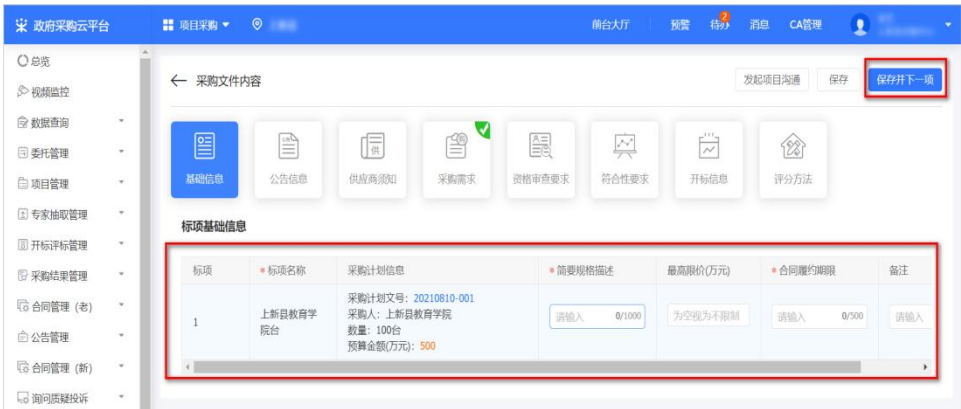 政府采购云平台
项目采购
前台大厅
预警
待办
2
消息
CA管理
总览
视频监控
数据查询
委托管理
项目管理
专家抽取管理
开标评标管理
采购结果管理
合同管理（老）
公告管理
合同管理（新）
询问质疑投诉
← 采购文件内容
发起项目沟通
保存
保存并下一项
基础信息
公告信息
供应商须知
采购需求
资格审查要求
符合性要求
开标信息
评分方法
标项基础信息
标项
* 标项名称
采购计划信息
* 简要规格描述
最高限价(万元)
* 合同履约期限
备注
1
上新县教育学
院台
采购计划文号：20210810-001
采购人：上新县教育学院
数量：100台
预算金额(万元)：500
请输入 0/1000
为空视为不限制
请输入 0/500
请输入